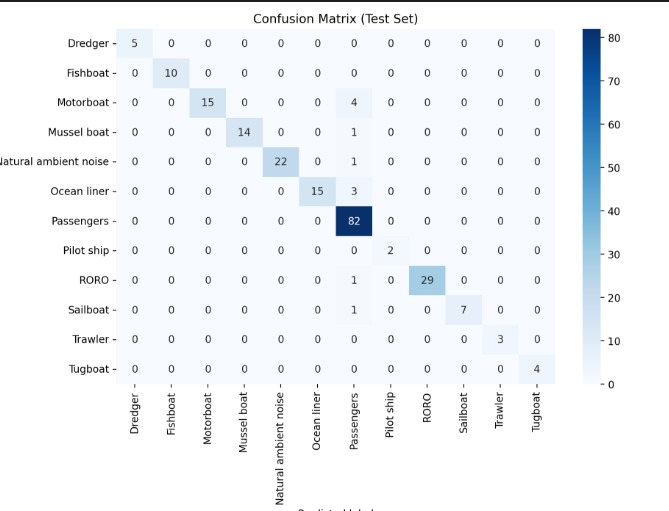 Confusion Matrix (Test Set)
Dredger 5 0 0 0 0 0 0 0 0 0 0 0
Fishboat 0 10 0 0 0 0 0 0 0 0 0 0
Motorboat 0 0 15 0 0 0 4 0 0 0 0 0
Mussel boat 0 0 0 14 0 0 1 0 0 0 0 0
Natural ambient noise 0 0 0 0 22 0 1 0 0 0 0 0
Ocean liner 0 0 0 0 0 15 3 0 0 0 0 0
Passengers 0 0 0 0 0 0 82 0 0 0 0 0
Pilot ship 0 0 0 0 0 0 0 2 0 0 0 0
RORO 0 0 0 0 0 0 1 0 29 0 0 0
Sailboat 0 0 0 0 0 0 1 0 0 7 0 0
Trawler 0 0 0 0 0 0 0 0 0 0 3 0
Tugboat 0 0 0 0 0 0 0 0 0 0 0 4
Dredger
Fishboat
Motorboat
Mussel boat
Natural ambient noise
Ocean liner
Passengers
Pilot ship
RORO
Sailboat
Trawler
Tugboat
80
70
60
50
40
30
20
10
0